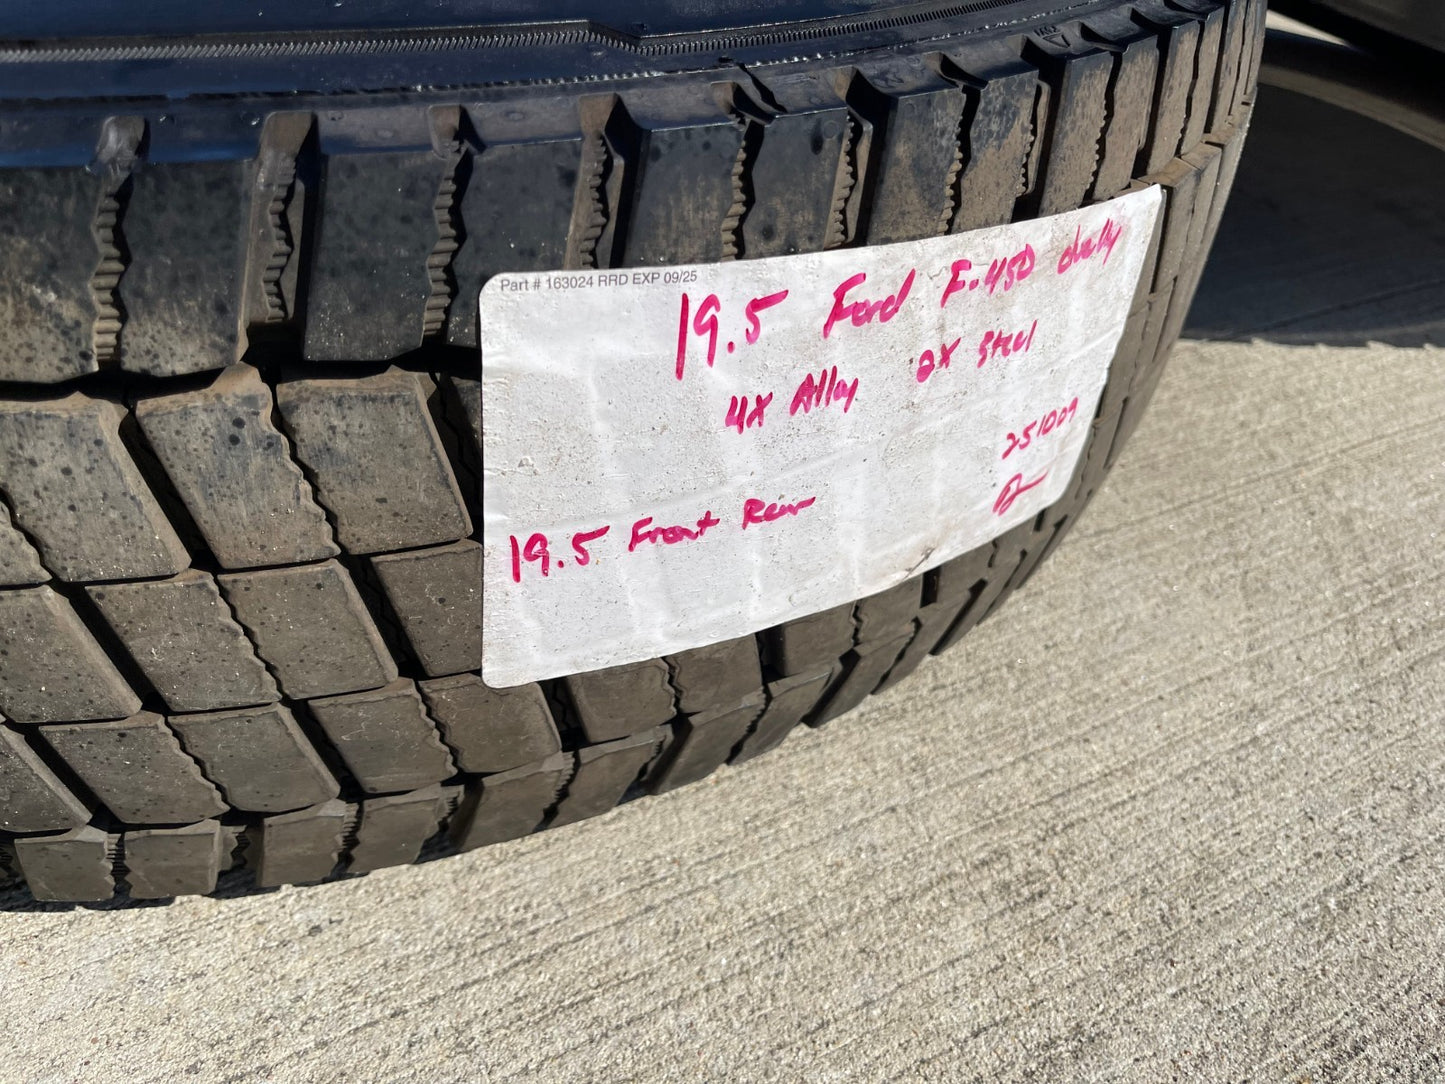 Part # 163024 RRD EXP 09/25
19.5 Ford F-450 dually
4X Alloy 2X Steel
251009
19.5 Front Rear